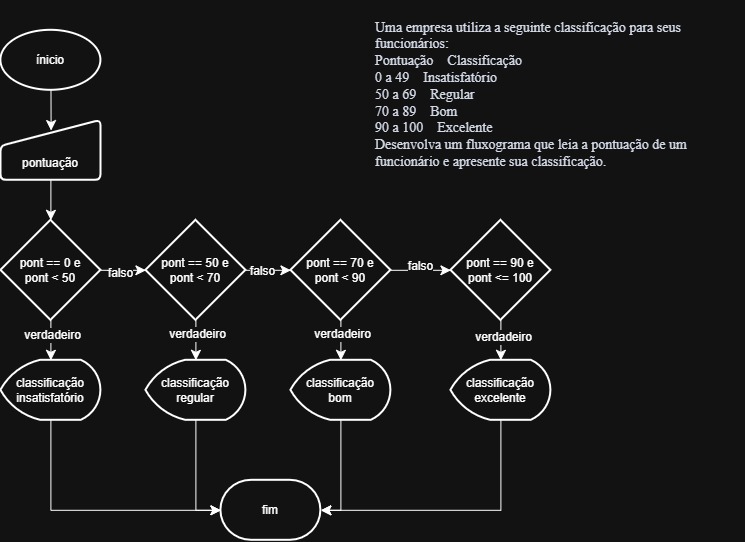 Uma empresa utiliza a seguinte classificação para seus
funcionários:
Pontuação Classificação
0 a 49 Insatisfatório
50 a 69 Regular
70 a 89 Bom
90 a 100 Excelente
Desenvolva um fluxograma que leia a pontuação de um
funcionário e apresente sua classificação.
ínicio
pontuação
pont == 0 e
pont < 50
falso
pont == 50 e
pont < 70
falso
pont == 70 e
pont < 90
falso
pont == 90 e
pont <= 100
verdadeiro
verdadeiro
verdadeiro
verdadeiro
classificação
insatisfatório
classificação
regular
classificação
bom
classificação
excelente
fim